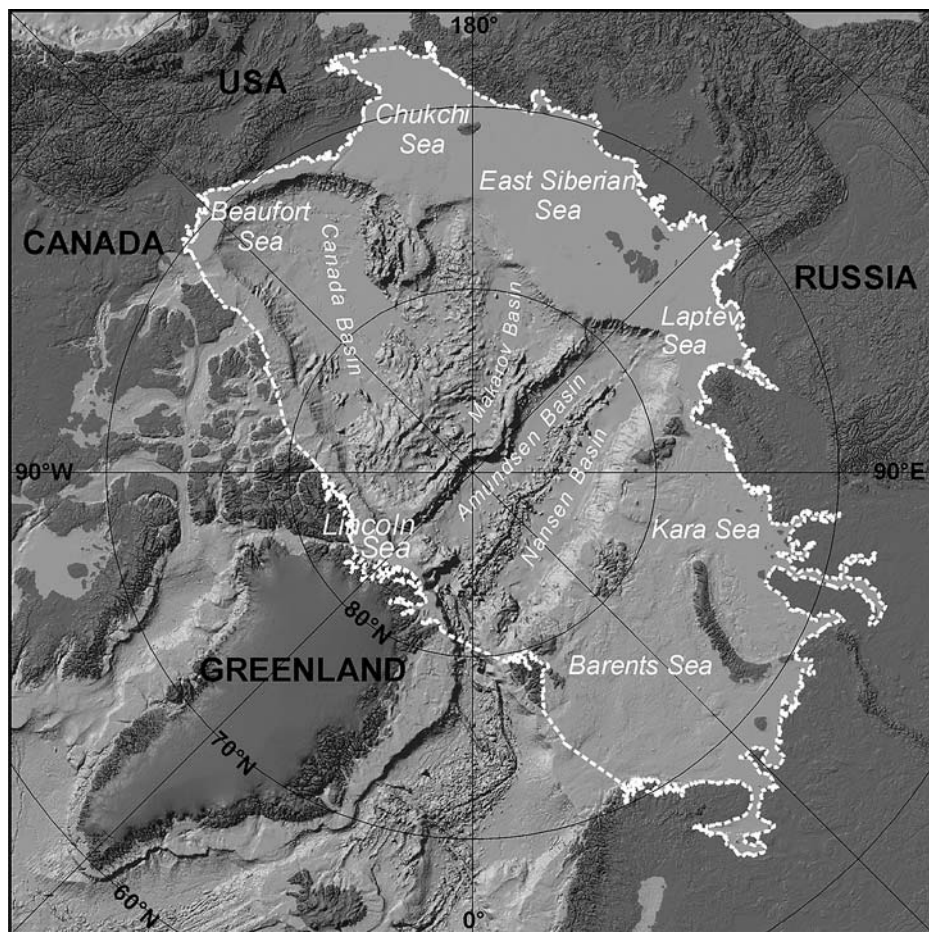 180°
USA
Chukchi
Sea
East Siberian
Sea
Beaufort
Sea
CANADA
Canada Basin
RUSSIA
Makarov Basin
Laptev
Sea
Amundsen Basin
90°W
90°E
Nansen Basin
Lincoln
Sea
Kara Sea
80°N
GREENLAND
Barents Sea
70°N
60°N
0°